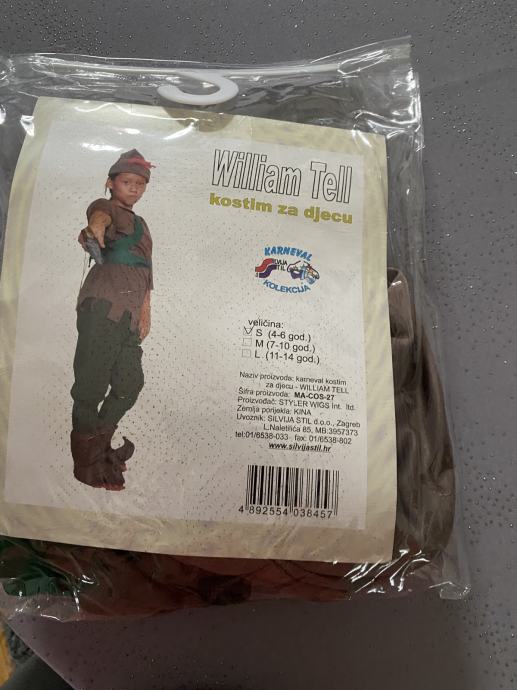 William Tell
kostim za djecu
KARNEVAL
SILVIJA
STIL
KOLEKCIJA
veličina:
S (4-6 god.)
M (7-10 god.)
L (11-14 god.)
Naziv proizvoda: karneval kostim
za djecu - WILLIAM TELL
Šifra proizvoda: MA-COS-27
Proizvođač: STYLER WIGS Int. ltd.
Zemlja porijekla: KINA
Uvoznik: SILVIJA STIL d.o.o., Zagreb
L.Naletilića 85, MB:3957373
tel:01/6538-033 fax: 01/6538-802
www.silvijastil.hr
4 892554 038457